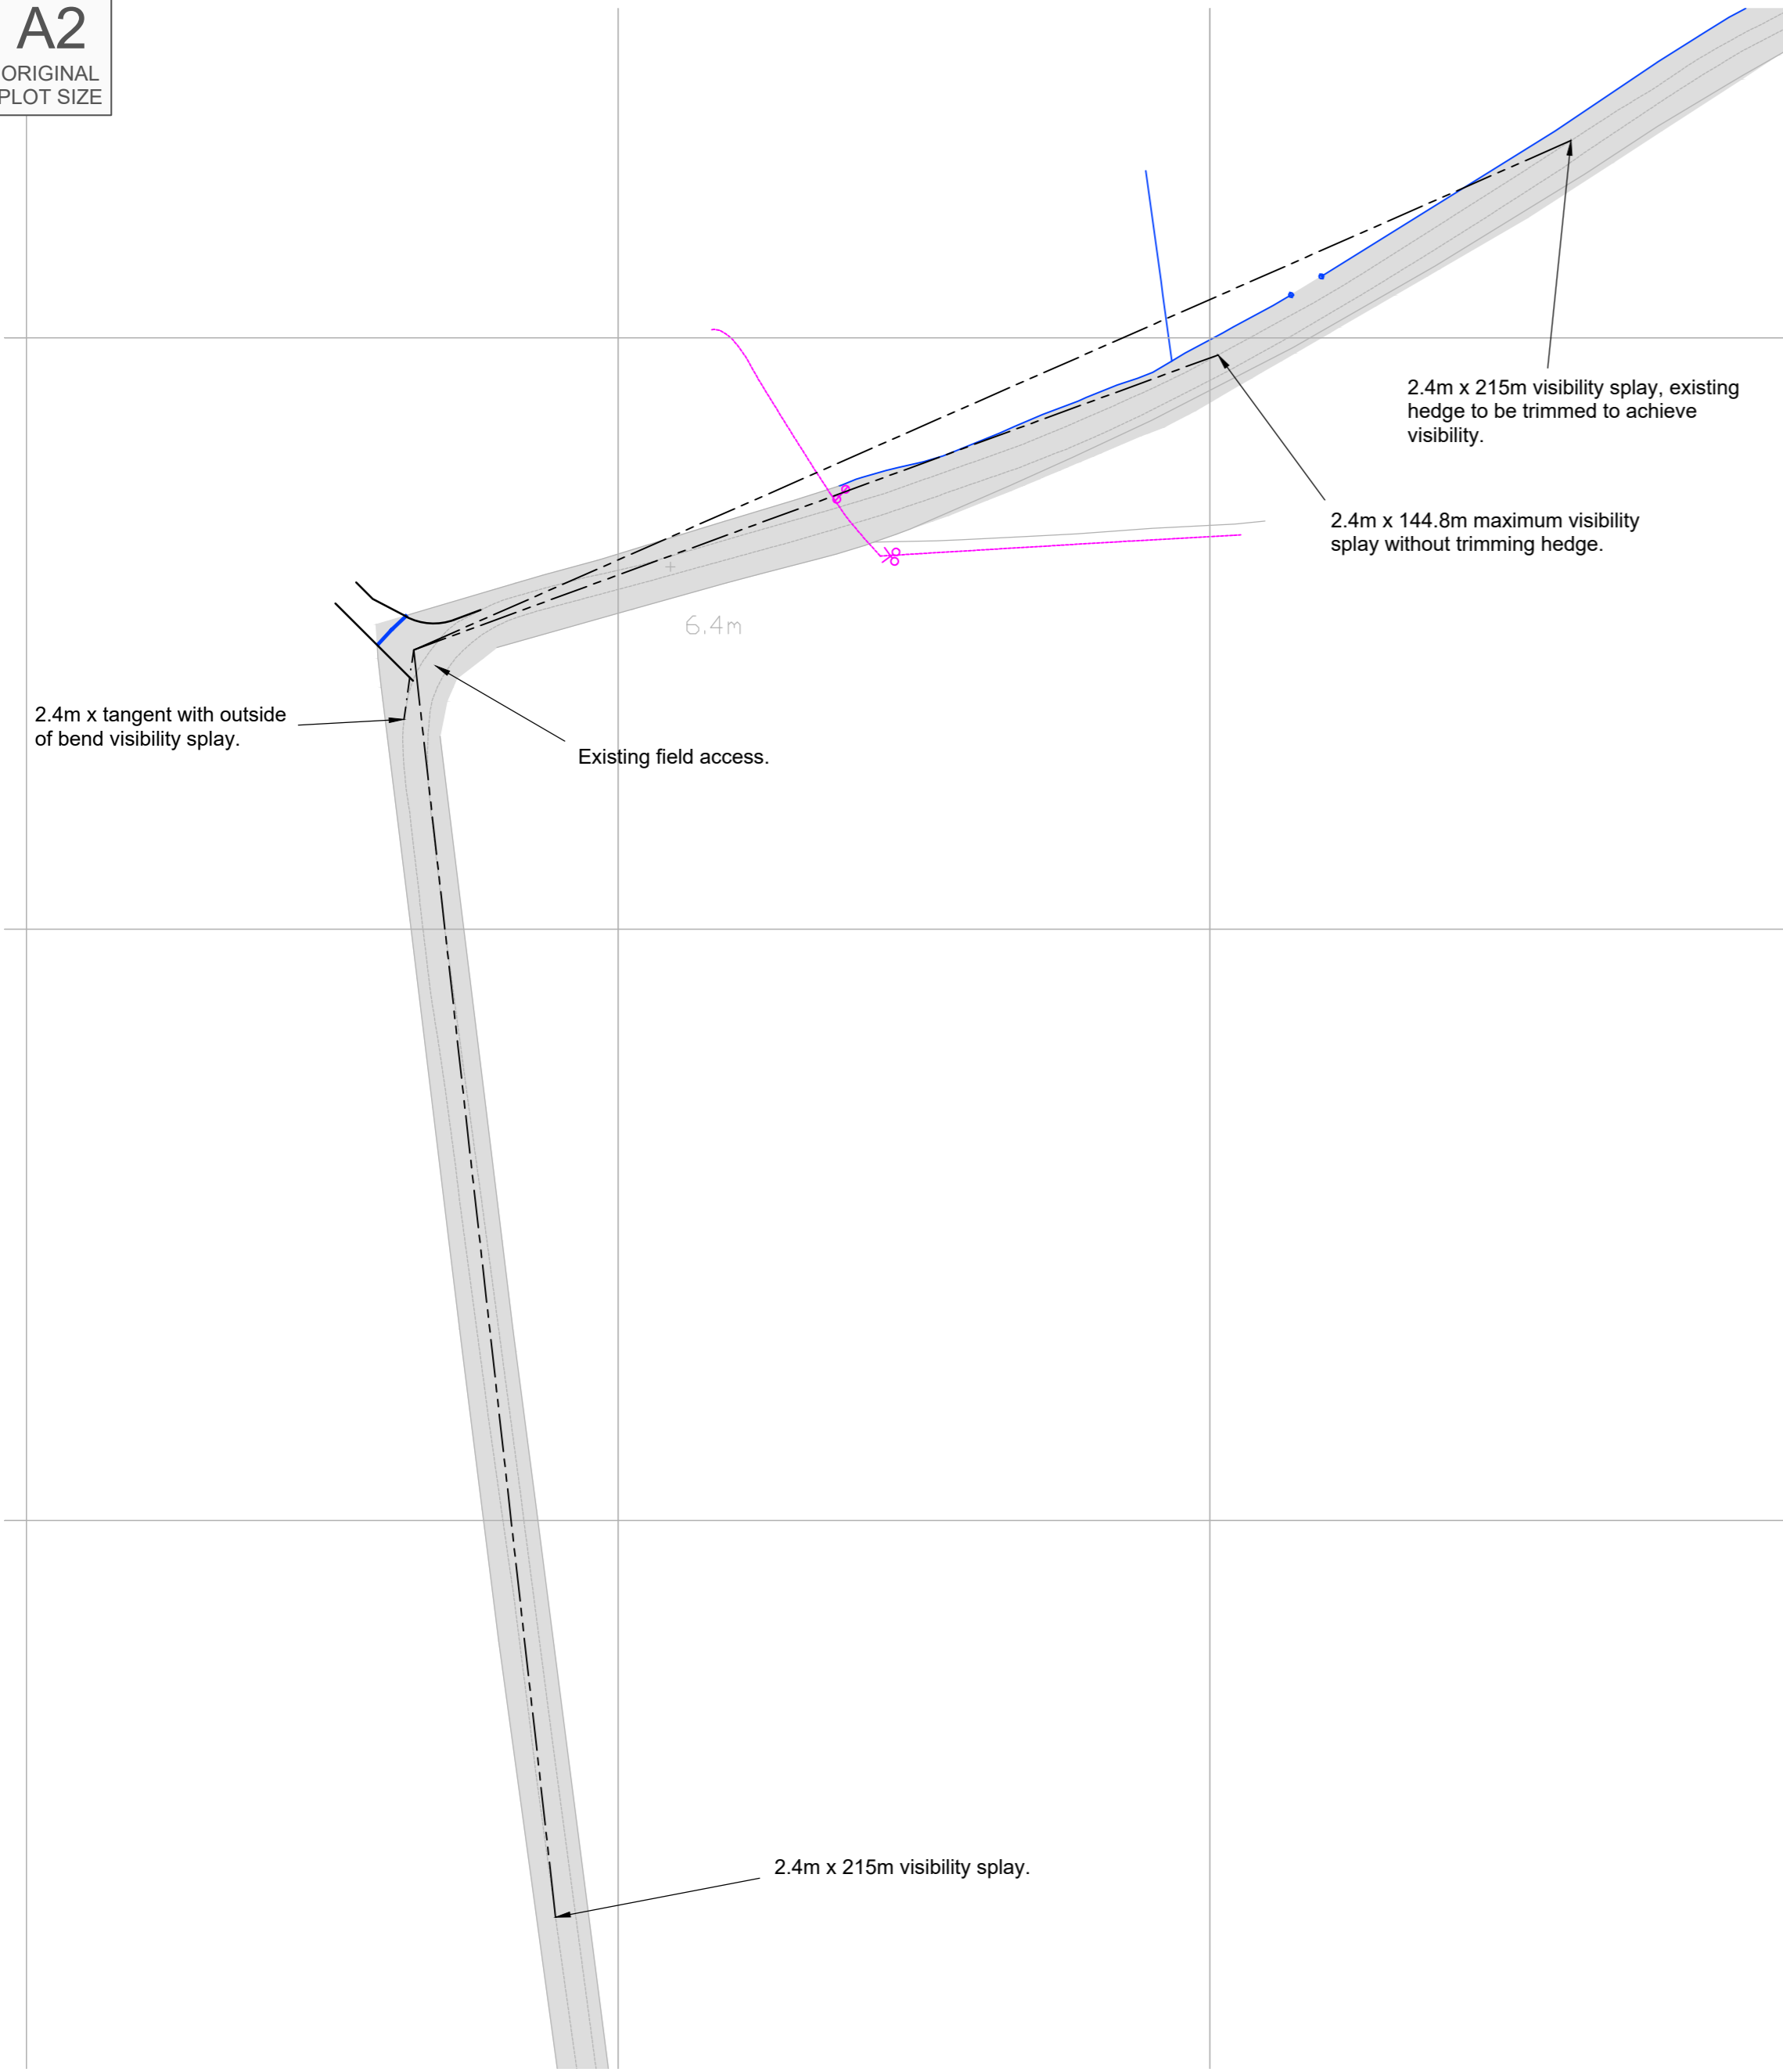 A2
ORIGINAL
PLOT SIZE
2.4m x 215m visibility splay, existing
hedge to be trimmed to achieve
visibility.
2.4m x 144.8m maximum visibility
splay without trimming hedge.
6.4m
2.4m x tangent with outside
of bend visibility splay.
Existing field access.
2.4m x 215m visibility splay.